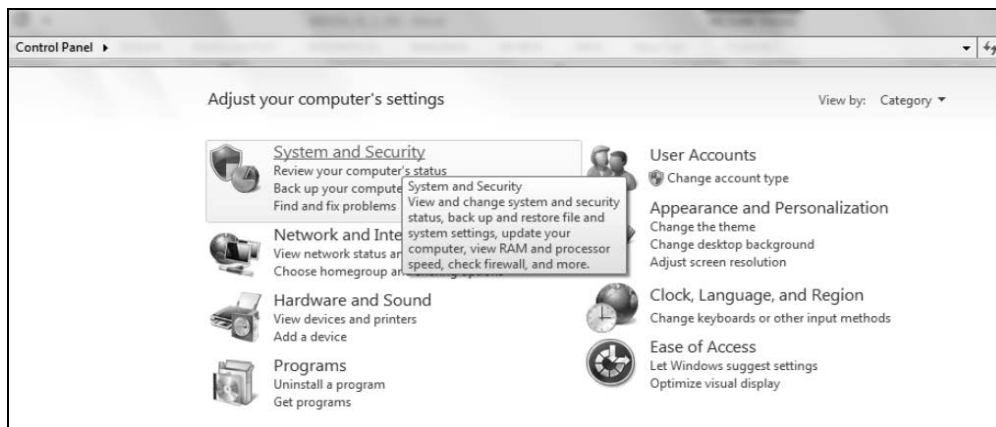 Control Panel
Adjust your computer's settings
View by: Category
System and Security
Review your computer's status
Back up your compute
Find and fix problems
System and Security
View and change system and security
status, back up and restore file and
system settings, update your
computer, view RAM and processor
speed, check firewall, and more.
Network and Inte
View network status an
Choose homegroup an
Hardware and Sound
View devices and printers
Add a device
Programs
Uninstall a program
Get programs
User Accounts
Change account type
Appearance and Personalization
Change the theme
Change desktop background
Adjust screen resolution
Clock, Language, and Region
Change keyboards or other input methods
Ease of Access
Let Windows suggest settings
Optimize visual display